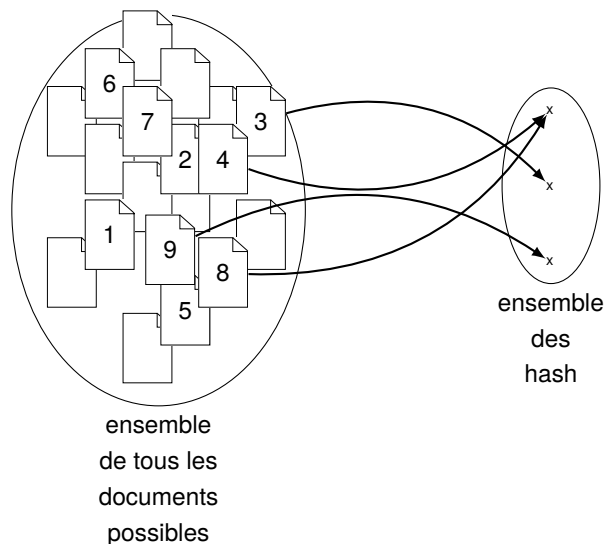 6
7
3
2
4
1
9
8
5
x
x
x
ensemble
des
hash
ensemble
de tous les
documents
possibles